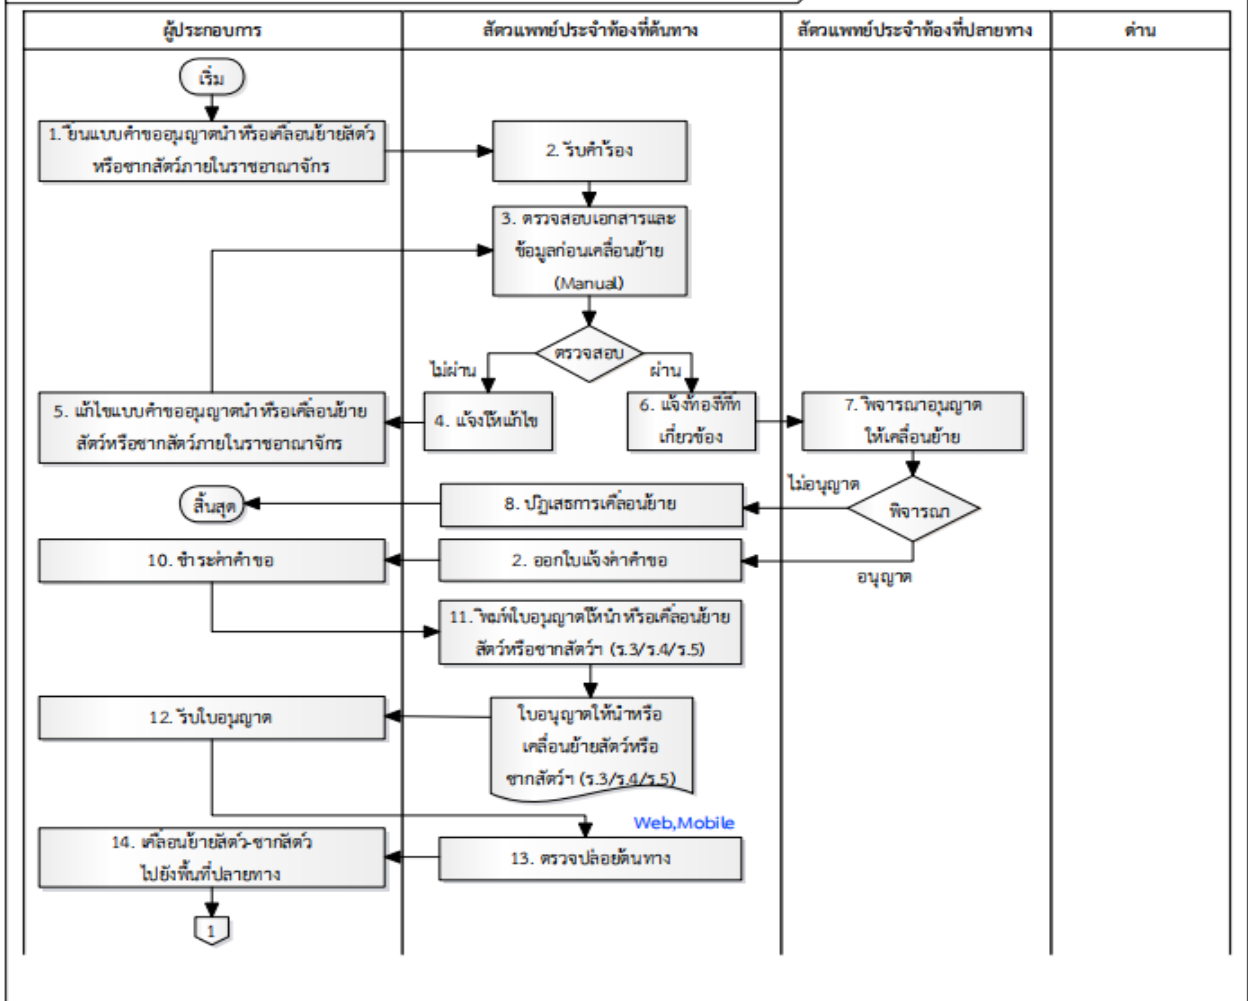 ผู้ประกอบการ
สัตวแพทย์ประจำท้องที่ต้นทาง
สัตวแพทย์ประจำท้องที่ปลายทาง
ด่าน
เริ่ม
1. ยื่นแบบคำขออนุญาตนำหรือเคลื่อนย้ายสัตว์
หรือซากสัตว์ภายในราชอาณาจักร
2. รับคำร้อง
3. ตรวจสอบเอกสารและ
ข้อมูลก่อนเคลื่อนย้าย
(Manual)
ตรวจสอบ
ไม่ผ่าน
ผ่าน
5. แก้ไขแบบคำขออนุญาตนำหรือเคลื่อนย้าย
สัตว์หรือซากสัตว์ภายในราชอาณาจักร
4. แจ้งให้แก้ไข
6. แจ้งท้องที่ที่
เกี่ยวข้อง
7. พิจารณาอนุญาต
ให้เคลื่อนย้าย
ไม่อนุญาต
พิจารณา
อนุญาต
8. ปฏิเสธการเคลื่อนย้าย
สิ้นสุด
2. ออกใบแจ้งค่าคำขอ
10. ชำระค่าคำขอ
11. พิมพ์ใบอนุญาตให้นำหรือเคลื่อนย้าย
สัตว์หรือซากสัตว์ฯ (ร.3/ร.4/ร.5)
12. รับใบอนุญาต
ใบอนุญาตให้นำหรือ
เคลื่อนย้ายสัตว์หรือ
ซากสัตว์ฯ (ร.3/ร.4/ร.5)
Web,Mobile
13. ตรวจปล่อยต้นทาง
14. เคลื่อนย้ายสัตว์-ซากสัตว์
ไปยังพื้นที่ปลายทาง
1